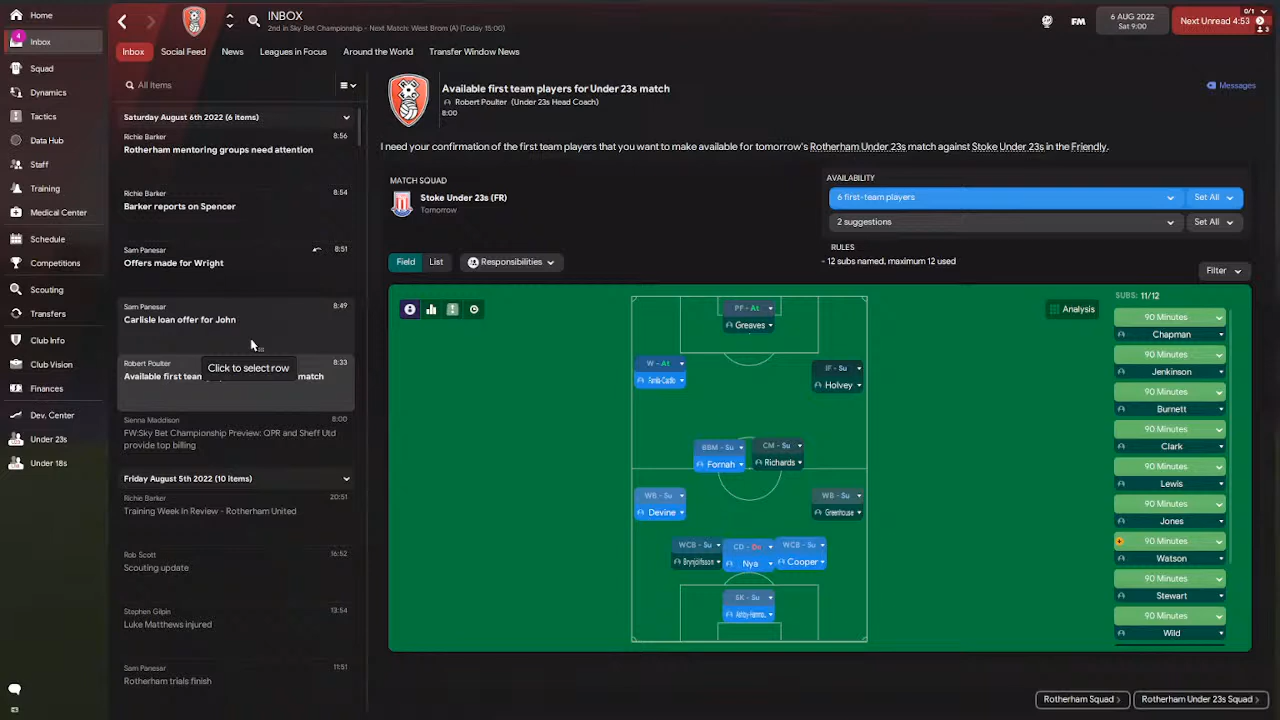 Home
4
Inbox
Squad
Dynamics
Tactics
Data Hub
Staff
Training
Medical Center
Schedule
Competitions
Scouting
Transfers
Club Info
Club Vision
Finances
Dev. Center
Under 23s
Under 18s
INBOX
2nd in Sky Bet Championship - Next Match: West Brom (A) (Today 15:00)
FM
6 AUG 2022
Sat 9:00
Next Unread 4:53
0/1
3
Inbox
Social Feed
News
Leagues in Focus
Around the World
Transfer Window News
All Items
Saturday August 6th 2022 (6 items)
Richie Barker 8:56
Rotherham mentoring groups need attention
Richie Barker 8:54
Barker reports on Spencer
Sam Panesar 8:51
Offers made for Wright
Sam Panesar 8:49
Carlisle loan offer for John
Robert Poulter 8:33
Available first team match
Click to select row
Sienna Maddison 8:00
FW:Sky Bet Championship Preview: QPR and Sheff Utd
provide top billing
Friday August 5th 2022 (10 items)
Richie Barker 20:51
Training Week In Review - Rotherham United
Rob Scott 16:52
Scouting update
Stephen Gilpin 13:54
Luke Matthews injured
Sam Panesar 11:51
Rotherham trials finish
Available first team players for Under 23s match
Robert Poulter (Under 23s Head Coach)
8:00
Messages
I need your confirmation of the first team players that you want to make available for tomorrow's Rotherham Under 23s match against Stoke Under 23s in the Friendly.
MATCH SQUAD
Stoke Under 23s (FR)
Tomorrow
AVAILABILITY
6 first-team players Set All
2 suggestions Set All
RULES
- 12 subs named, maximum 12 used
Field
List
Responsibilities
Filter
Analysis
PF - At
Greaves
W - At
IF - Su
Holvey
BBM - Su
Fornah
CM - Su
Richards
WB - Su
Devine
WB - Su
Greenhouse
WCB - Su
Brynjólfsson
CD - De
Nya
WCB - Su
Cooper
SK - Su
SUBS: 11/12
90 Minutes
Chapman
90 Minutes
Jenkinson
90 Minutes
Burnett
90 Minutes
Clark
90 Minutes
Lewis
90 Minutes
Jones
90 Minutes
Watson
90 Minutes
Stewart
90 Minutes
Wild
Rotherham Squad
Rotherham Under 23s Squad